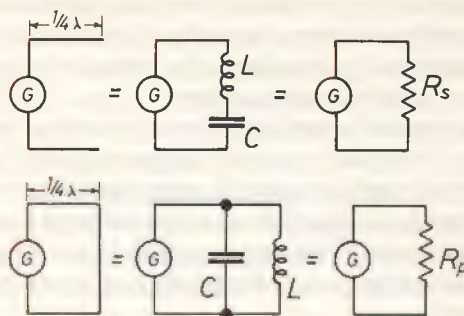 1/4 λ
G = G L C = G Rs
1/4 λ
G = G C L = G Rp